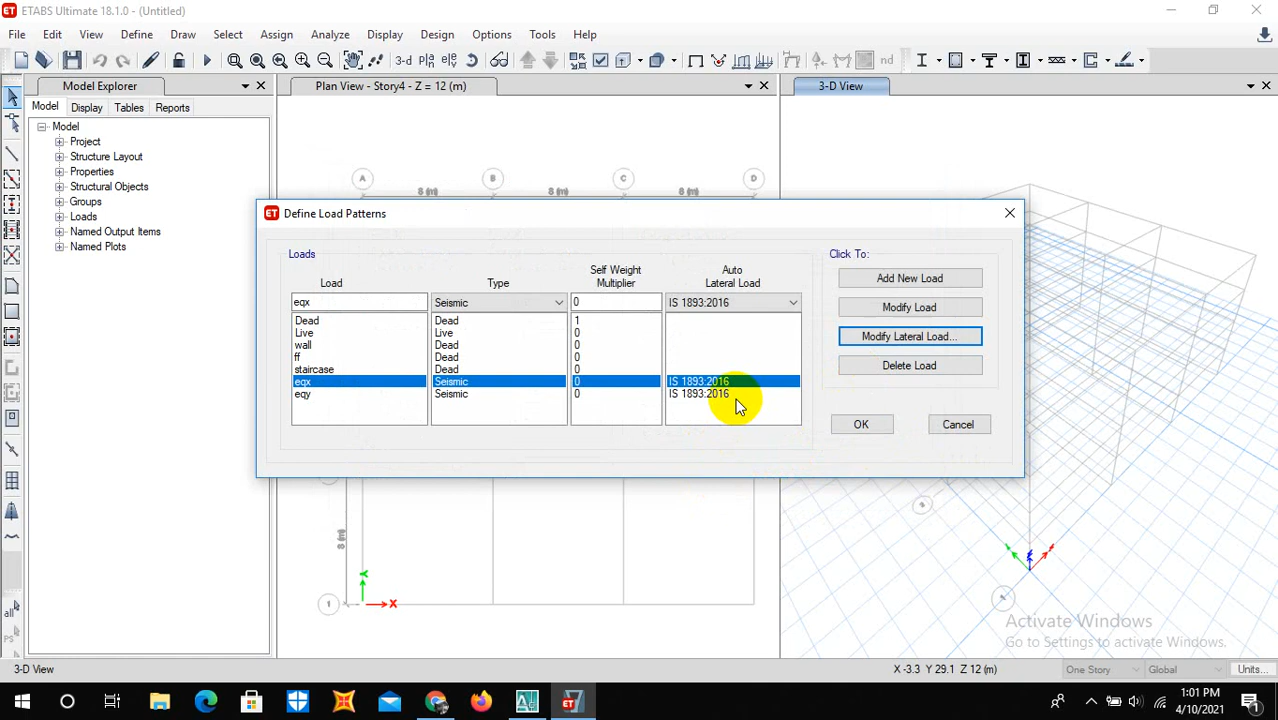 ETABS Ultimate 18.1.0 - (Untitled)
File Edit View Define Draw Select Assign Analyze Display Design Options Tools Help
3-d nd
Model Explorer
Plan View - Story4 - Z = 12 (m)
3-D View
Model Display Tables Reports
Model
Project
Structure Layout
Properties
Structural Objects
Groups
Loads
Named Output Items
Named Plots
A B C D
8 (m) 8 (m) 8 (m)
Define Load Patterns
Loads
Click To:
Load Type Self Weight Multiplier Auto Lateral Load
eqx Seismic 0 IS 1893:2016
Dead Dead 1
Live Live 0
wall Dead 0
ff Dead 0
staircase Dead 0
eqx Seismic 0 IS 1893:2016
eqy Seismic 0 IS 1893:2016
Add New Load
Modify Load
Modify Lateral Load...
Delete Load
OK Cancel
8 (m)
1
Y
X
all
PS
Activate Windows
Go to Settings to activate Windows.
3-D View
X -3.3 Y 29.1 Z 12 (m)
One Story
Global
Units...
1:01 PM
4/10/2021